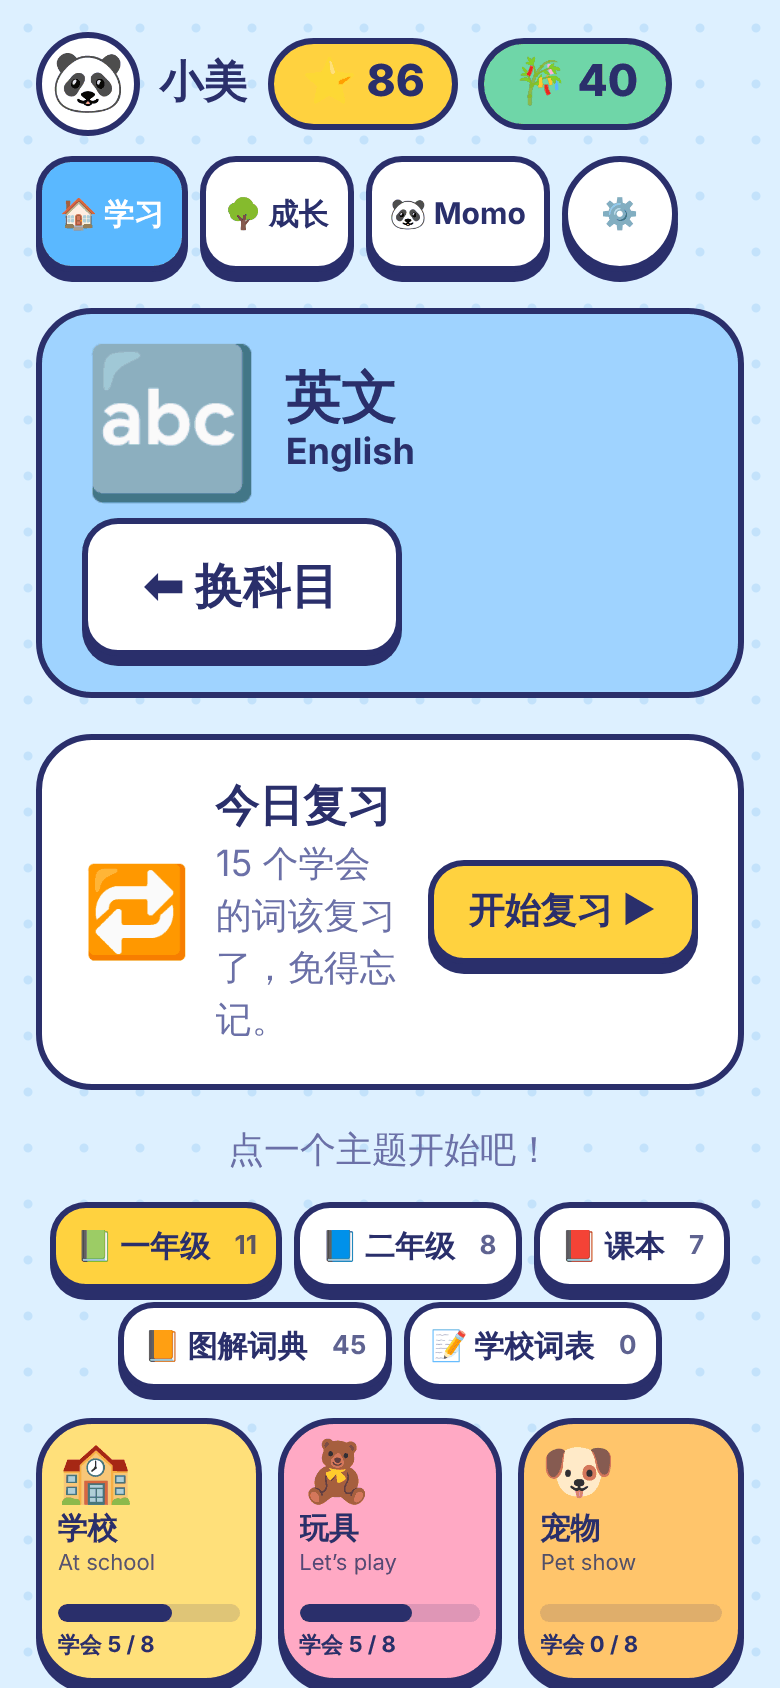 小美
86
40
学习
成长
Momo
abc
英文
English
⬅ 换科目
今日复习
15 个学会
的词该复习
了，免得忘
记。
开始复习 ▶
点一个主题开始吧！
一年级 11
二年级 8
课本 7
图解词典 45
学校词表 0
学校
At school
学会 5 / 8
玩具
Let’s play
学会 5 / 8
宠物
Pet show
学会 0 / 8